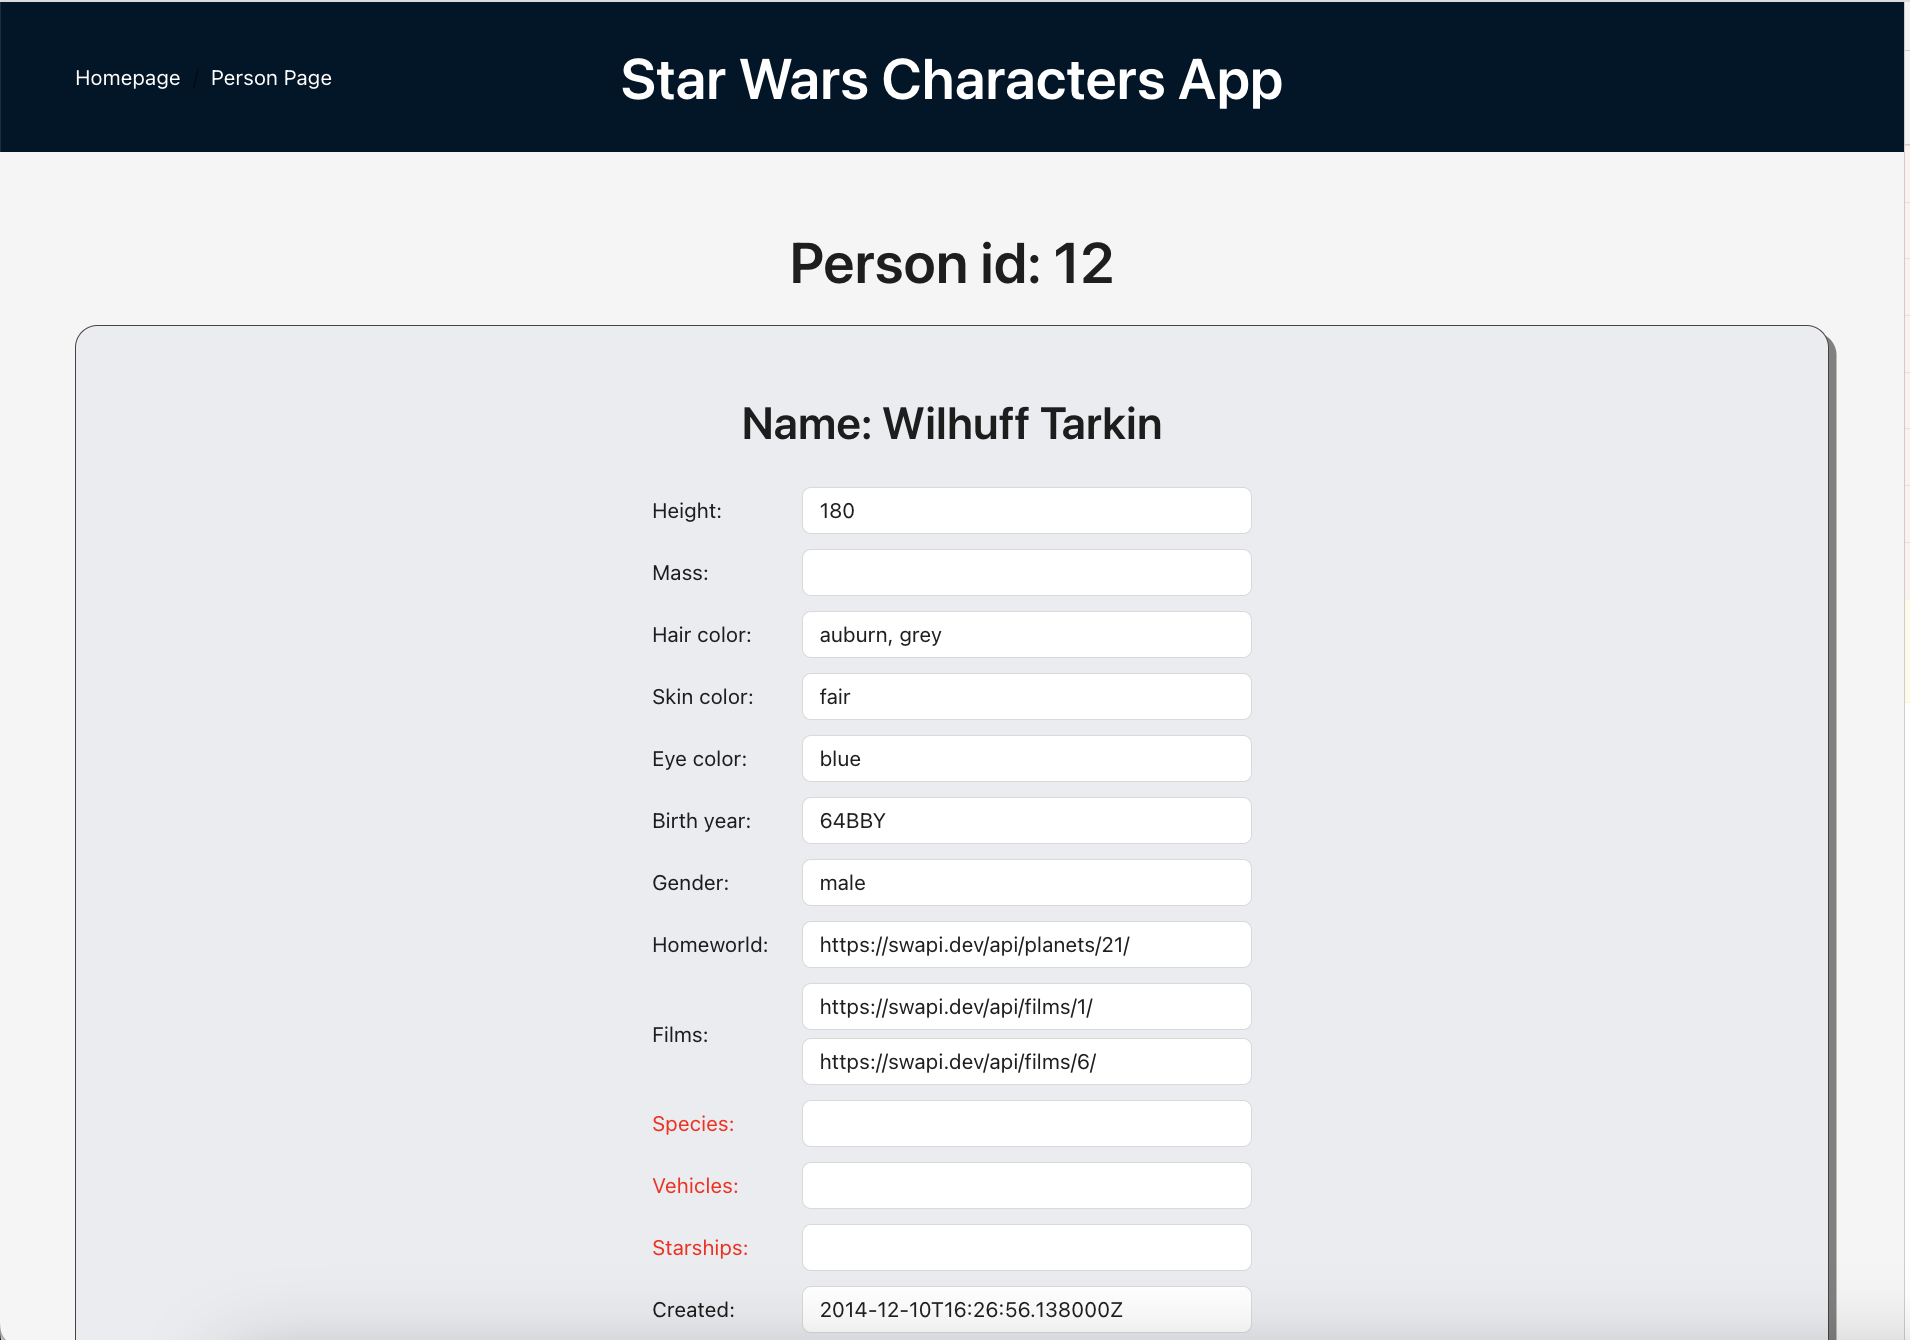 Homepage / Person Page
Star Wars Characters App
Person id: 12
Name: Wilhuff Tarkin
Height: 180
Mass:
Hair color: auburn, grey
Skin color: fair
Eye color: blue
Birth year: 64BBY
Gender: male
Homeworld: https://swapi.dev/api/planets/21/
Films: https://swapi.dev/api/films/1/
https://swapi.dev/api/films/6/
Species:
Vehicles:
Starships:
Created: 2014-12-10T16:26:56.138000Z